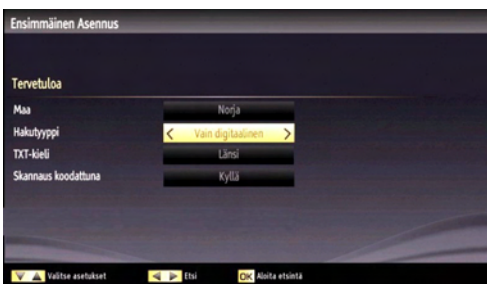 Ensimmäinen Asennus
Tervetuloa
Maa Norja
Hakutyyppi Vain digitaalinen
TXT-kieli Länsi
Skannaus koodattuna Kyllä
Valitse asetukset Etsi OK Aloita etsintä